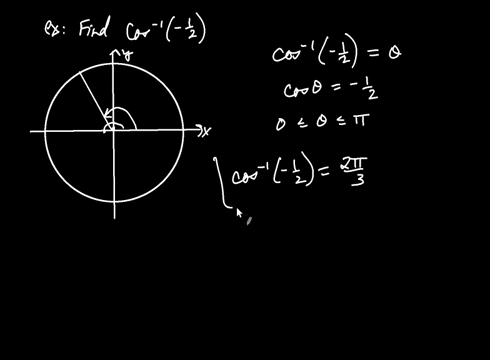 ex: Find cos⁻¹(-1/2)
y
x
cos⁻¹(-1/2) = θ
cosθ = -1/2
0 ≤ θ ≤ π
cos⁻¹(-1/2) = 2π/3